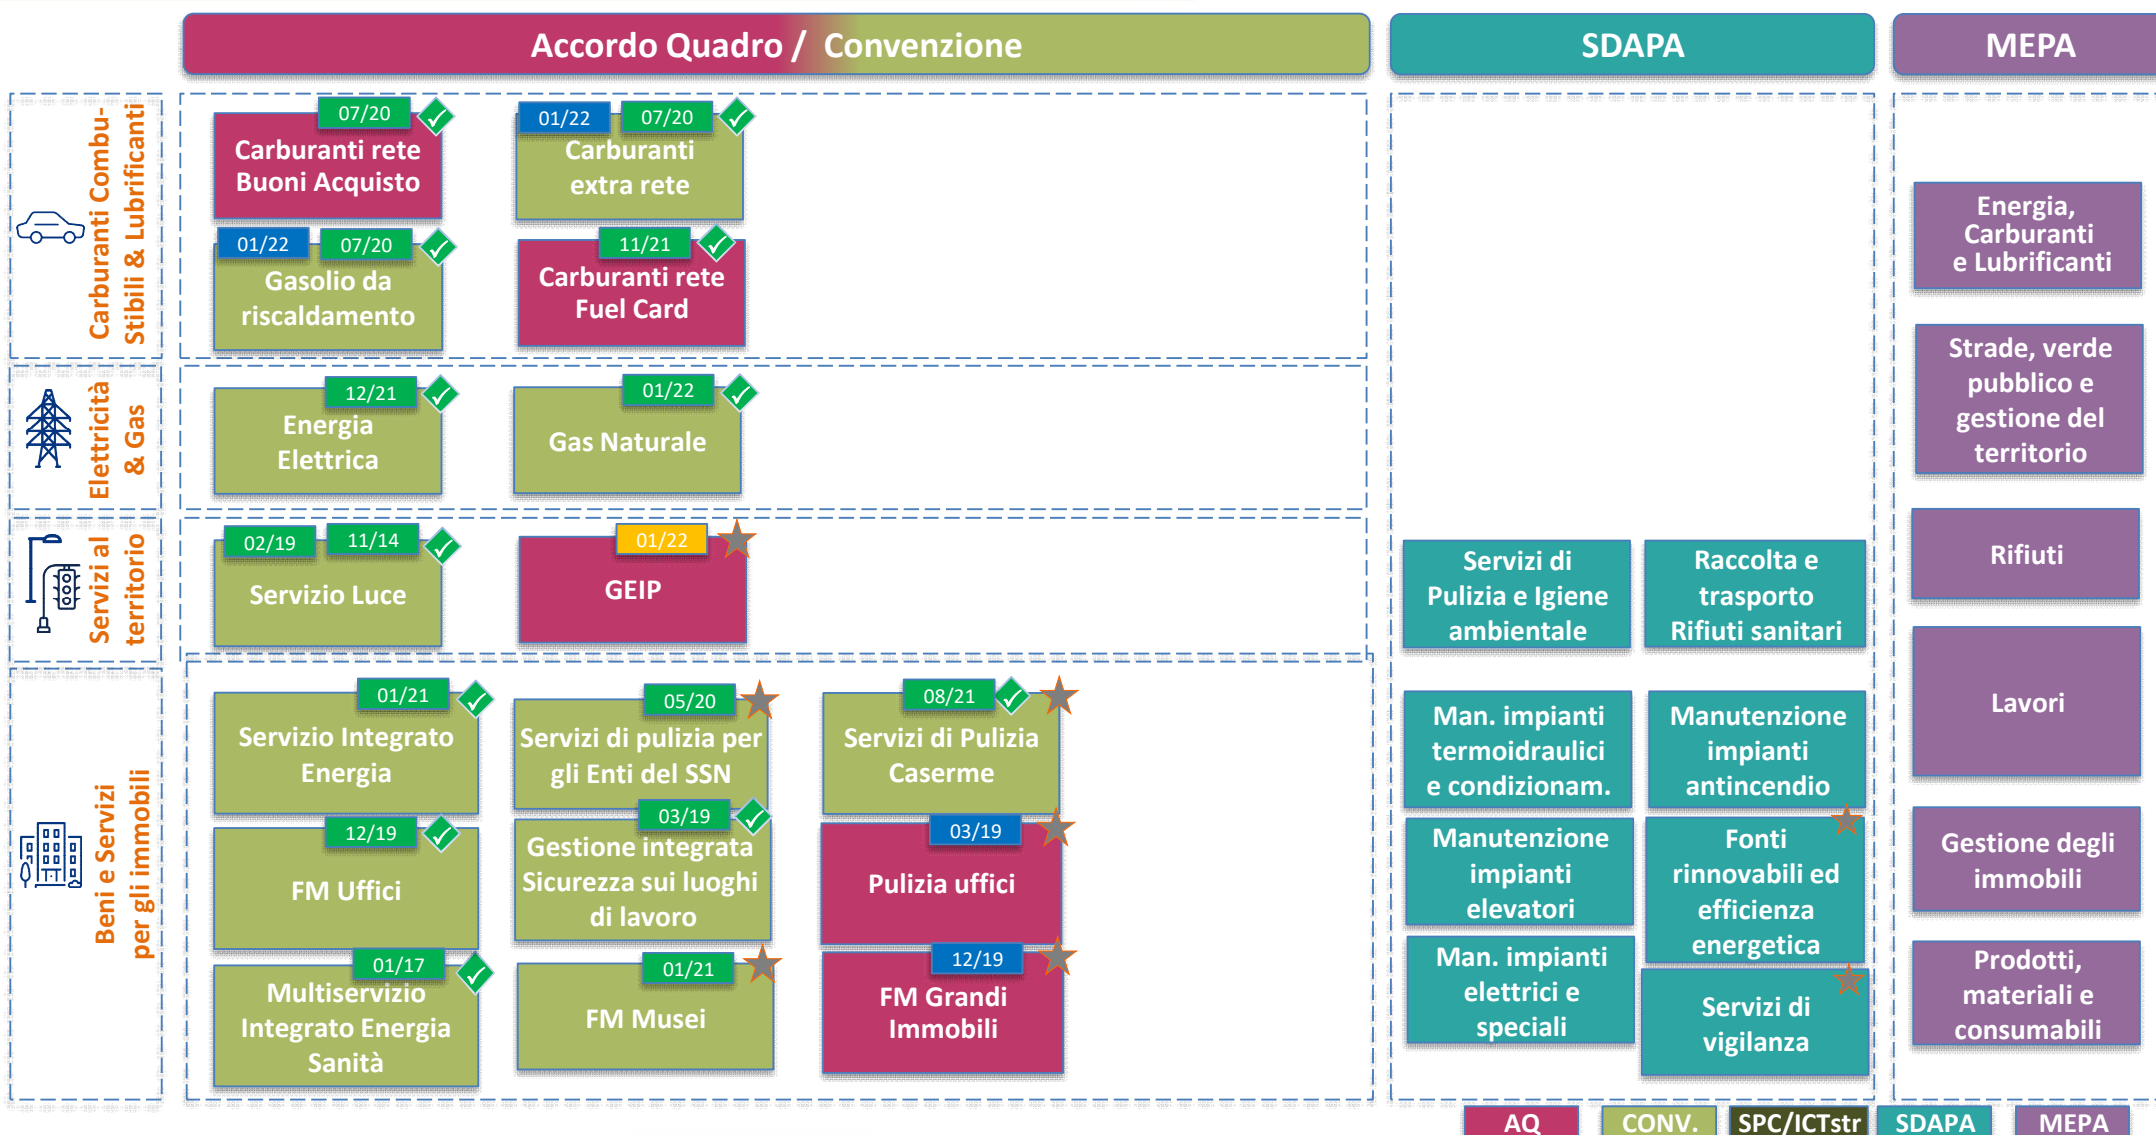 Accordo Quadro / Convenzione
SDAPA
MEPA
Carburanti Combu-
Stibili & Lubrificanti
07/20
Carburanti rete
Buoni Acquisto
01/22 07/20
Carburanti
extra rete
01/22 07/20
Gasolio da
riscaldamento
11/21
Carburanti rete
Fuel Card
Elettricità
& Gas
12/21
Energia
Elettrica
01/22
Gas Naturale
Servizi al
territorio
02/19 11/14
Servizio Luce
01/22
GEIP
Beni e Servizi
per gli immobili
01/21
Servizio Integrato
Energia
05/20
Servizi di pulizia per
gli Enti del SSN
08/21
Servizi di Pulizia
Caserme
12/19
FM Uffici
03/19
Gestione integrata
Sicurezza sui luoghi
di lavoro
03/19
Pulizia uffici
01/17
Multiservizio
Integrato Energia
Sanità
01/21
FM Musei
12/19
FM Grandi
Immobili
Servizi di
Pulizia e Igiene
ambientale
Raccolta e
trasporto
Rifiuti sanitari
Man. impianti
termoidraulici
e condizionam.
Manutenzione
impianti
antincendio
Manutenzione
impianti
elevatori
Fonti
rinnovabili ed
efficienza
energetica
Man. impianti
elettrici e
speciali
Servizi di
vigilanza
Energia,
Carburanti
e Lubrificanti
Strade, verde
pubblico e
gestione del
territorio
Rifiuti
Lavori
Gestione degli
immobili
Prodotti,
materiali e
consumabili
AQ CONV. SPC/ICTstr SDAPA MEPA